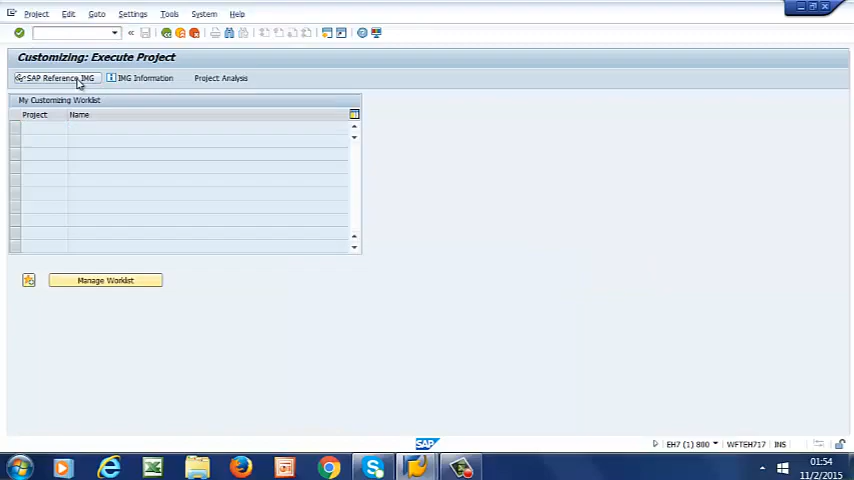 Project Edit Goto Settings Tools System Help
Customizing: Execute Project
SAP Reference IMG IMG Information Project Analysis
My Customizing Worklist
Project Name
Manage Worklist
SAP EH7 (1) 800 WFTEH717 INS
01:54
11/2/2015